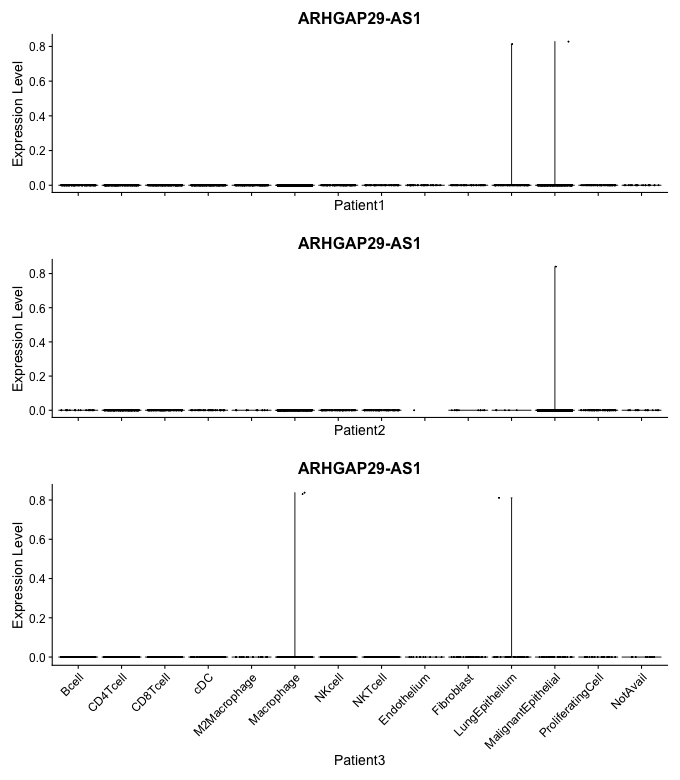 ARHGAP29-AS1
Expression Level
0.8
0.6
0.4
0.2
0.0
Patient1
ARHGAP29-AS1
Expression Level
0.8
0.6
0.4
0.2
0.0
Patient2
ARHGAP29-AS1
Expression Level
0.8
0.6
0.4
0.2
0.0
Bcell
CD4Tcell
CD8Tcell
cDC
M2Macrophage
Macrophage
NKcell
NKTcell
Endothelium
Fibroblast
LungEpithelium
MalignantEpithelial
ProliferatingCell
NotAvail
Patient3